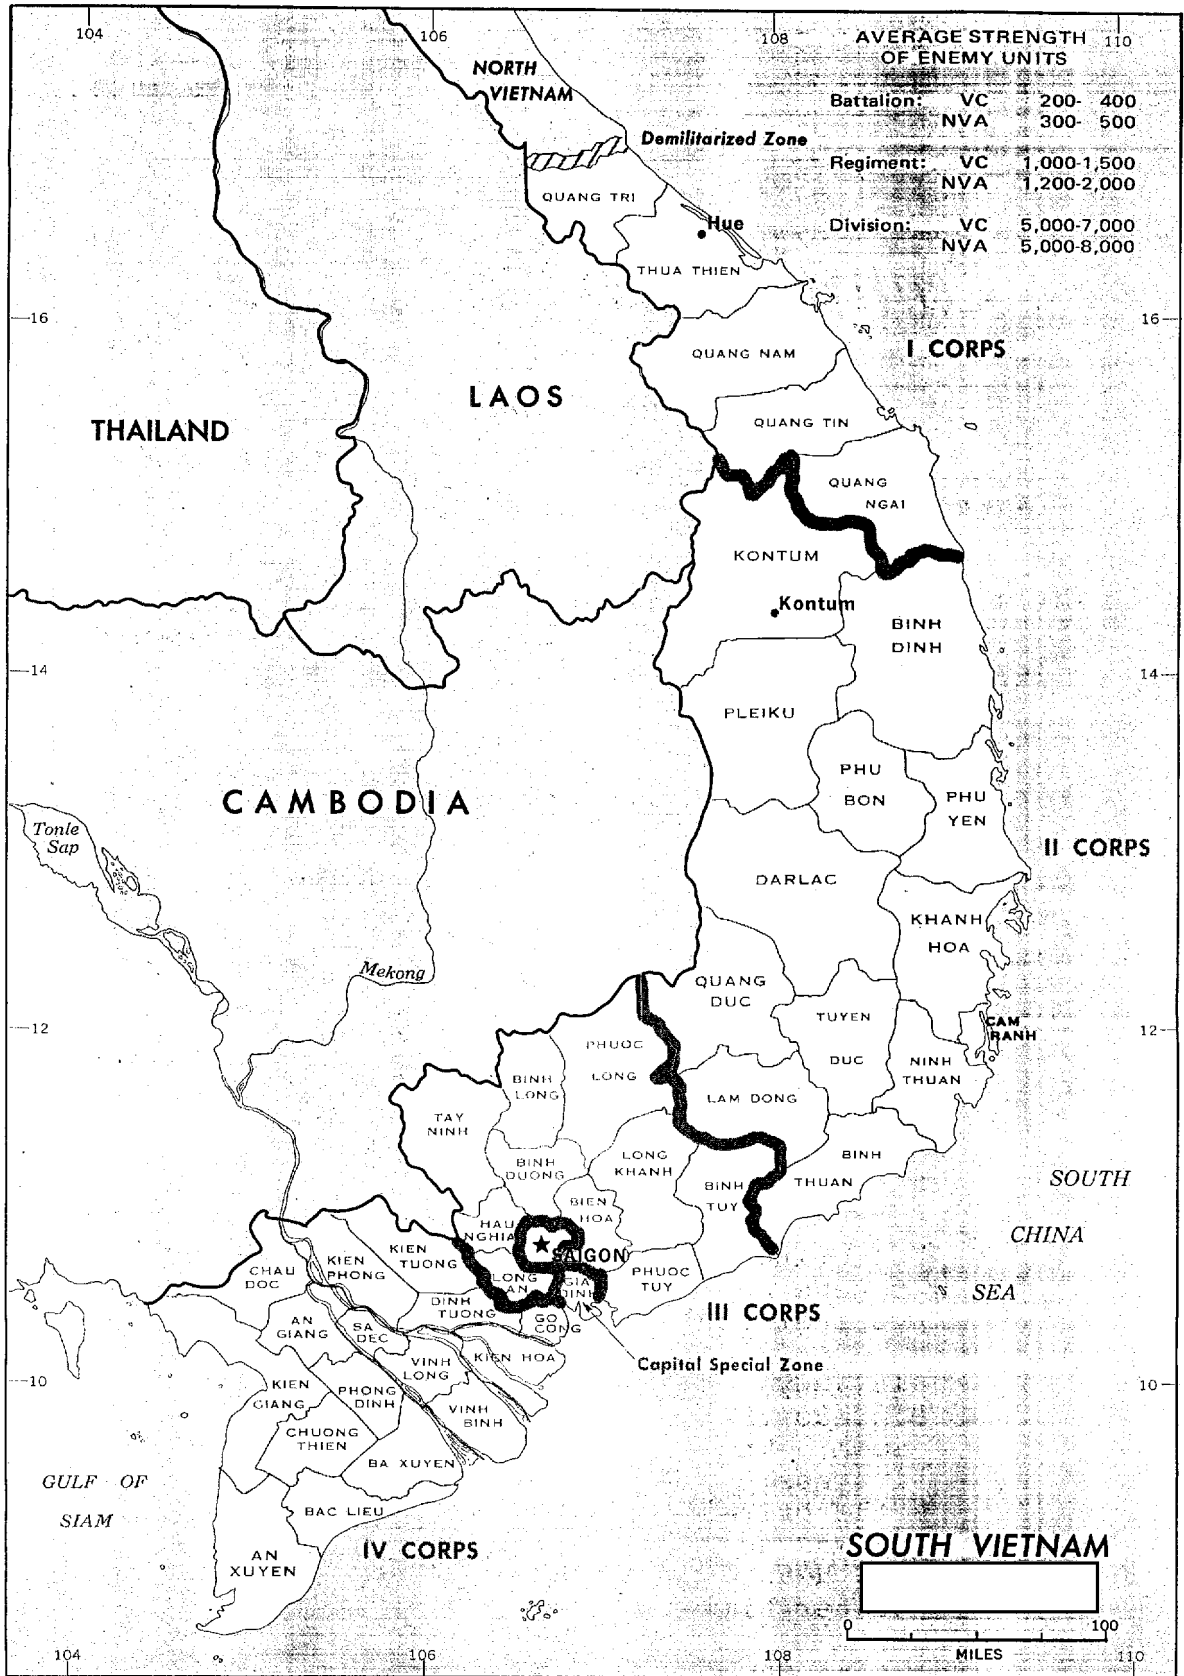 104
106
108
110
AVERAGE STRENGTH
OF ENEMY UNITS
Battalion: VC 200- 400
NVA 300- 500
Regiment: VC 1,000-1,500
NVA 1,200-2,000
Division: VC 5,000-7,000
NVA 5,000-8,000
NORTH
VIETNAM
Demilitarized Zone
QUANG TRI
Hue
THUA THIEN
16
16
QUANG NAM
I CORPS
LAOS
THAILAND
QUANG TIN
QUANG
NGAI
KONTUM
Kontum
BINH
DINH
14
14
PLEIKU
PHU
BON
PHU
YEN
CAMBODIA
Tonle
Sap
II CORPS
DARLAC
KHANH
HOA
Mekong
QUANG
DUC
12
12
TUYEN
DUC
CAM
RANH
NINH
THUAN
PHUOC
LONG
BINH
LONG
LAM DONG
TAY
NINH
BINH
DUONG
LONG
KHANH
BINH
TUY
BINH
THUAN
BIEN
HOA
HAU
NGHIA
SAIGON
SOUTH
CHINA
SEA
KIEN
TUONG
KIEN
PHONG
CHAU
DOC
LONG
AN
GIA
DINH
PHUOC
TUY
III CORPS
DINH
TUONG
GO
CONG
AN
GIANG
SA
DEC
Capital Special Zone
VINH
LONG
KIEN HOA
10
10
KIEN
GIANG
PHONG
DINH
VINH
BINH
CHUONG
THIEN
BA XUYEN
GULF OF
SIAM
BAC LIEU
IV CORPS
AN
XUYEN
SOUTH VIETNAM
0 100
MILES
104
106
108
110